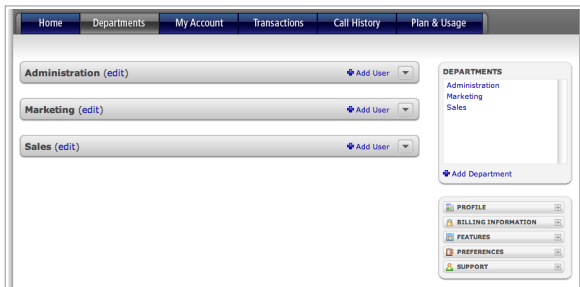 Home Departments My Account Transactions Call History Plan & Usage
Administration (edit) Add User
Marketing (edit) Add User
Sales (edit) Add User
DEPARTMENTS
Administration
Marketing
Sales
Add Department
PROFILE
BILLING INFORMATION
FEATURES
PREFERENCES
SUPPORT